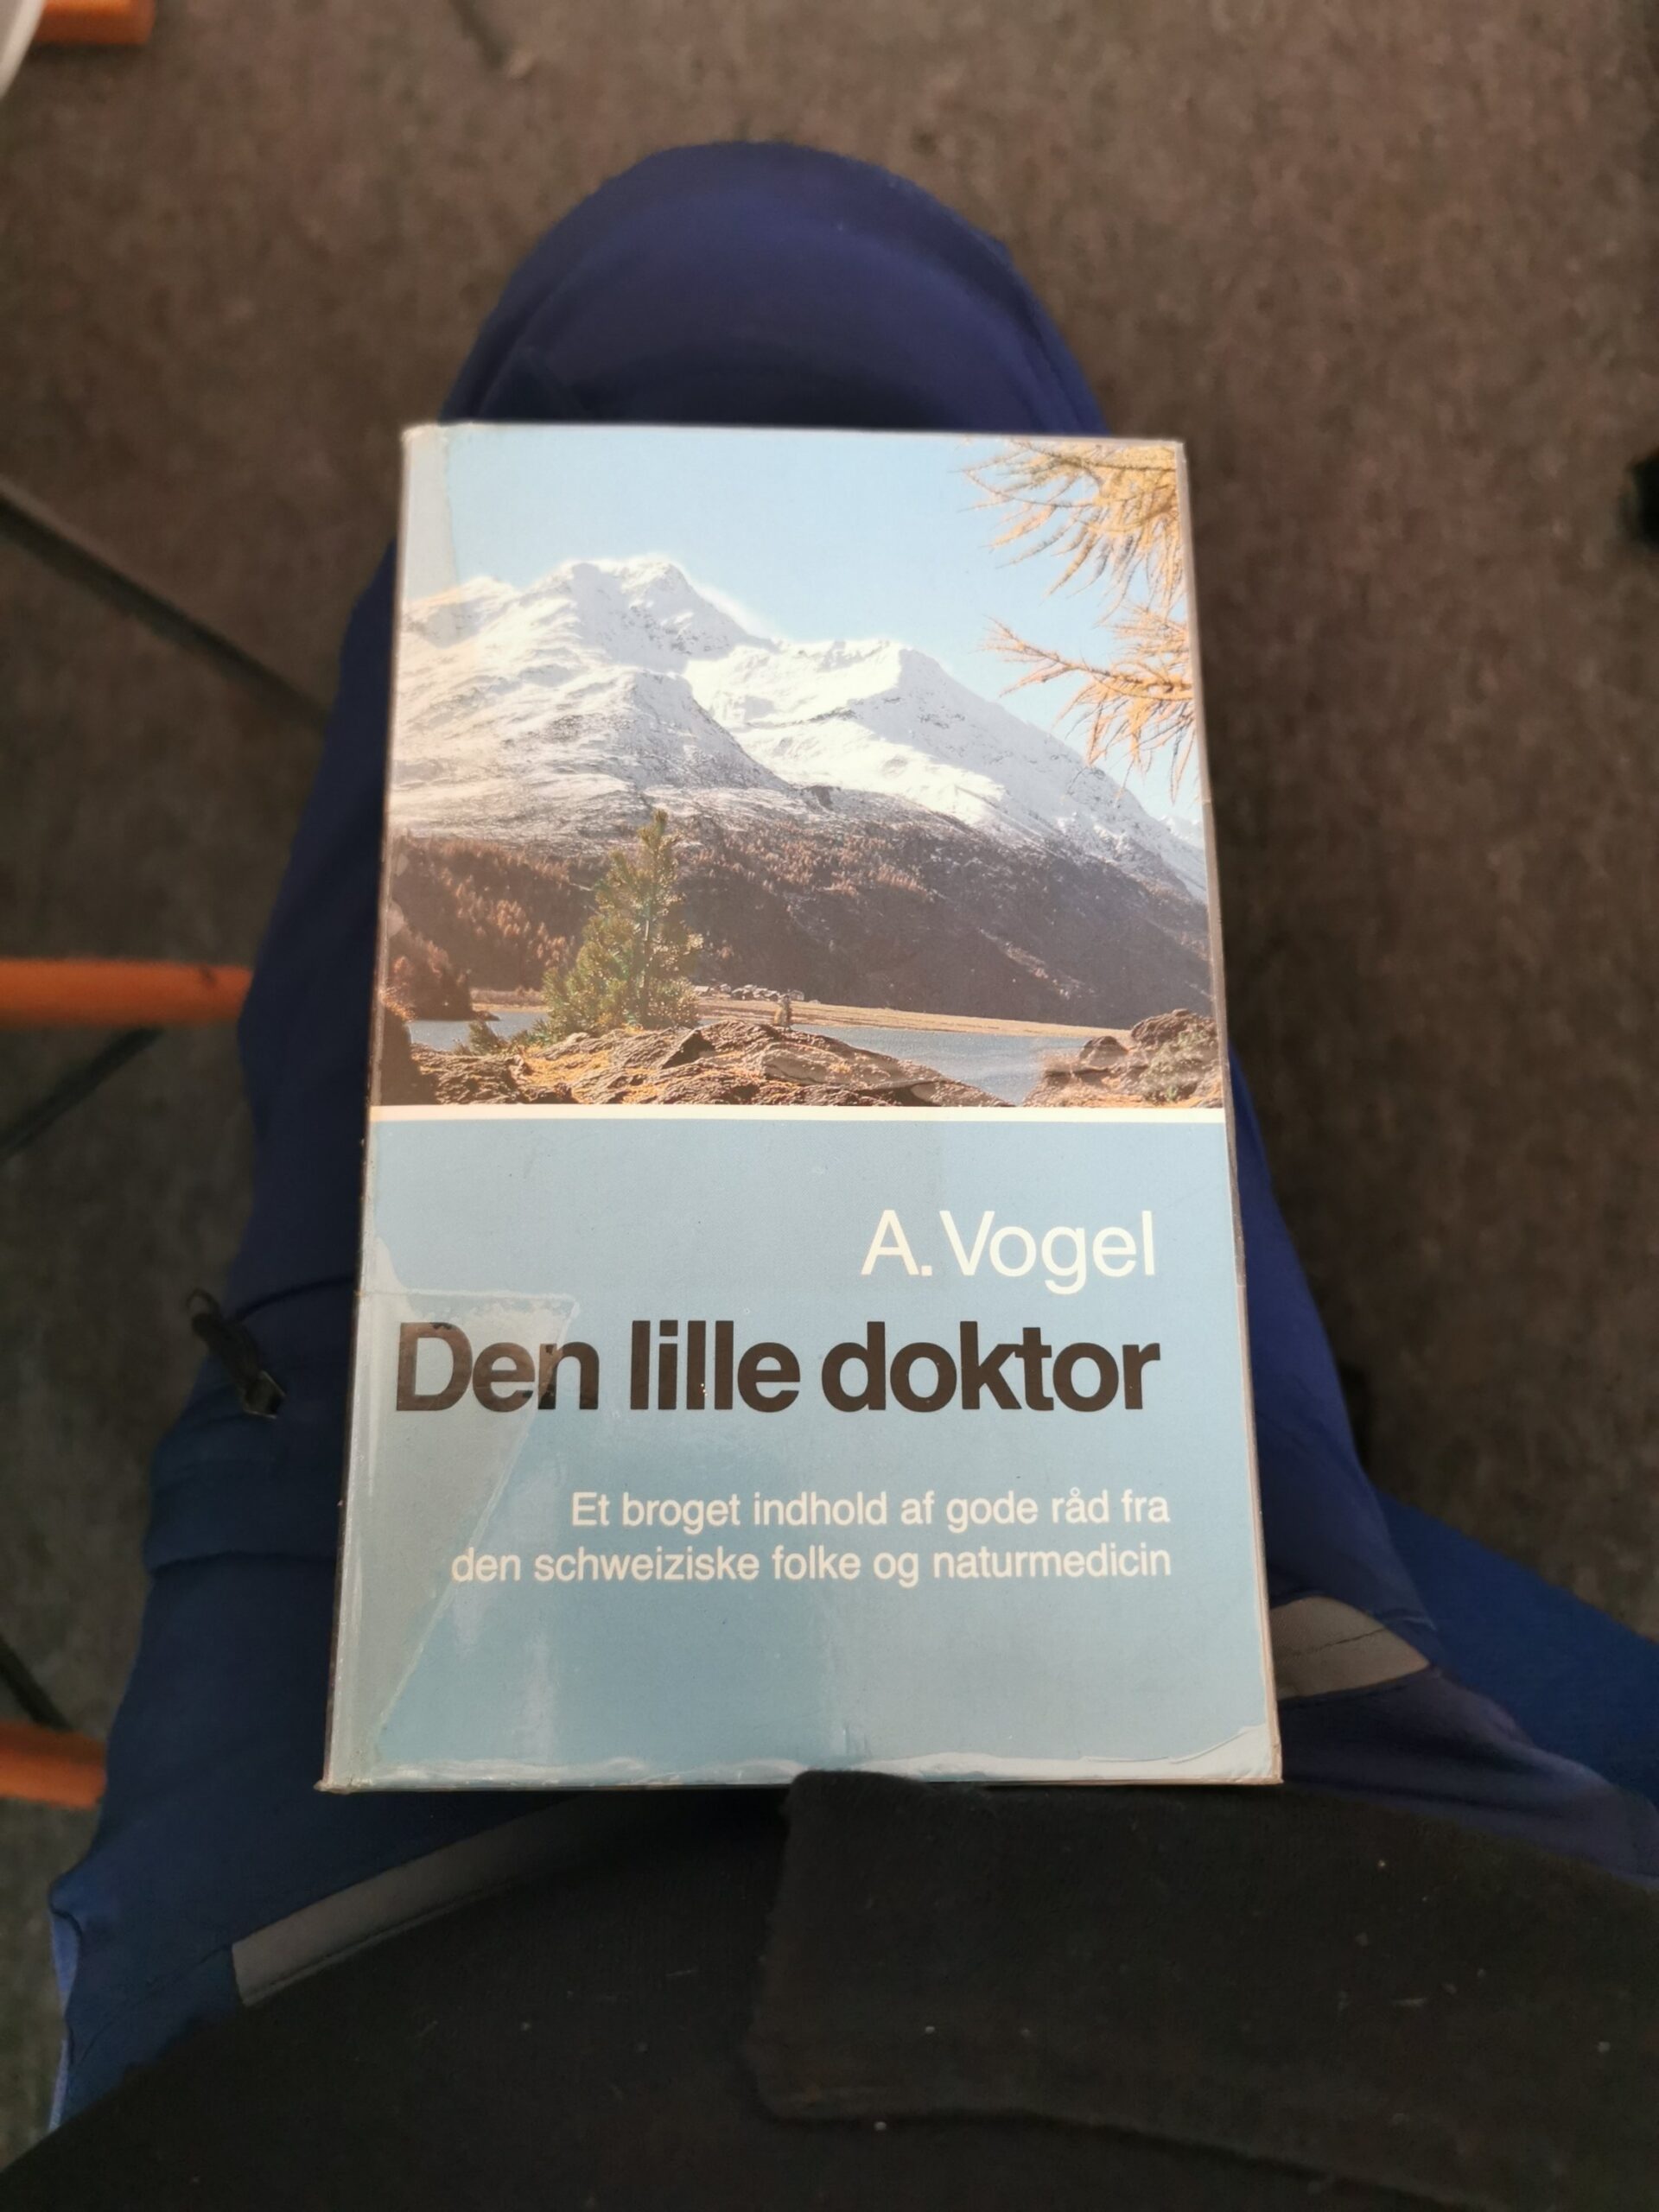 A. Vogel
Den lille doktor
Et broget indhold af gode råd fra
den schweiziske folke og naturmedicin